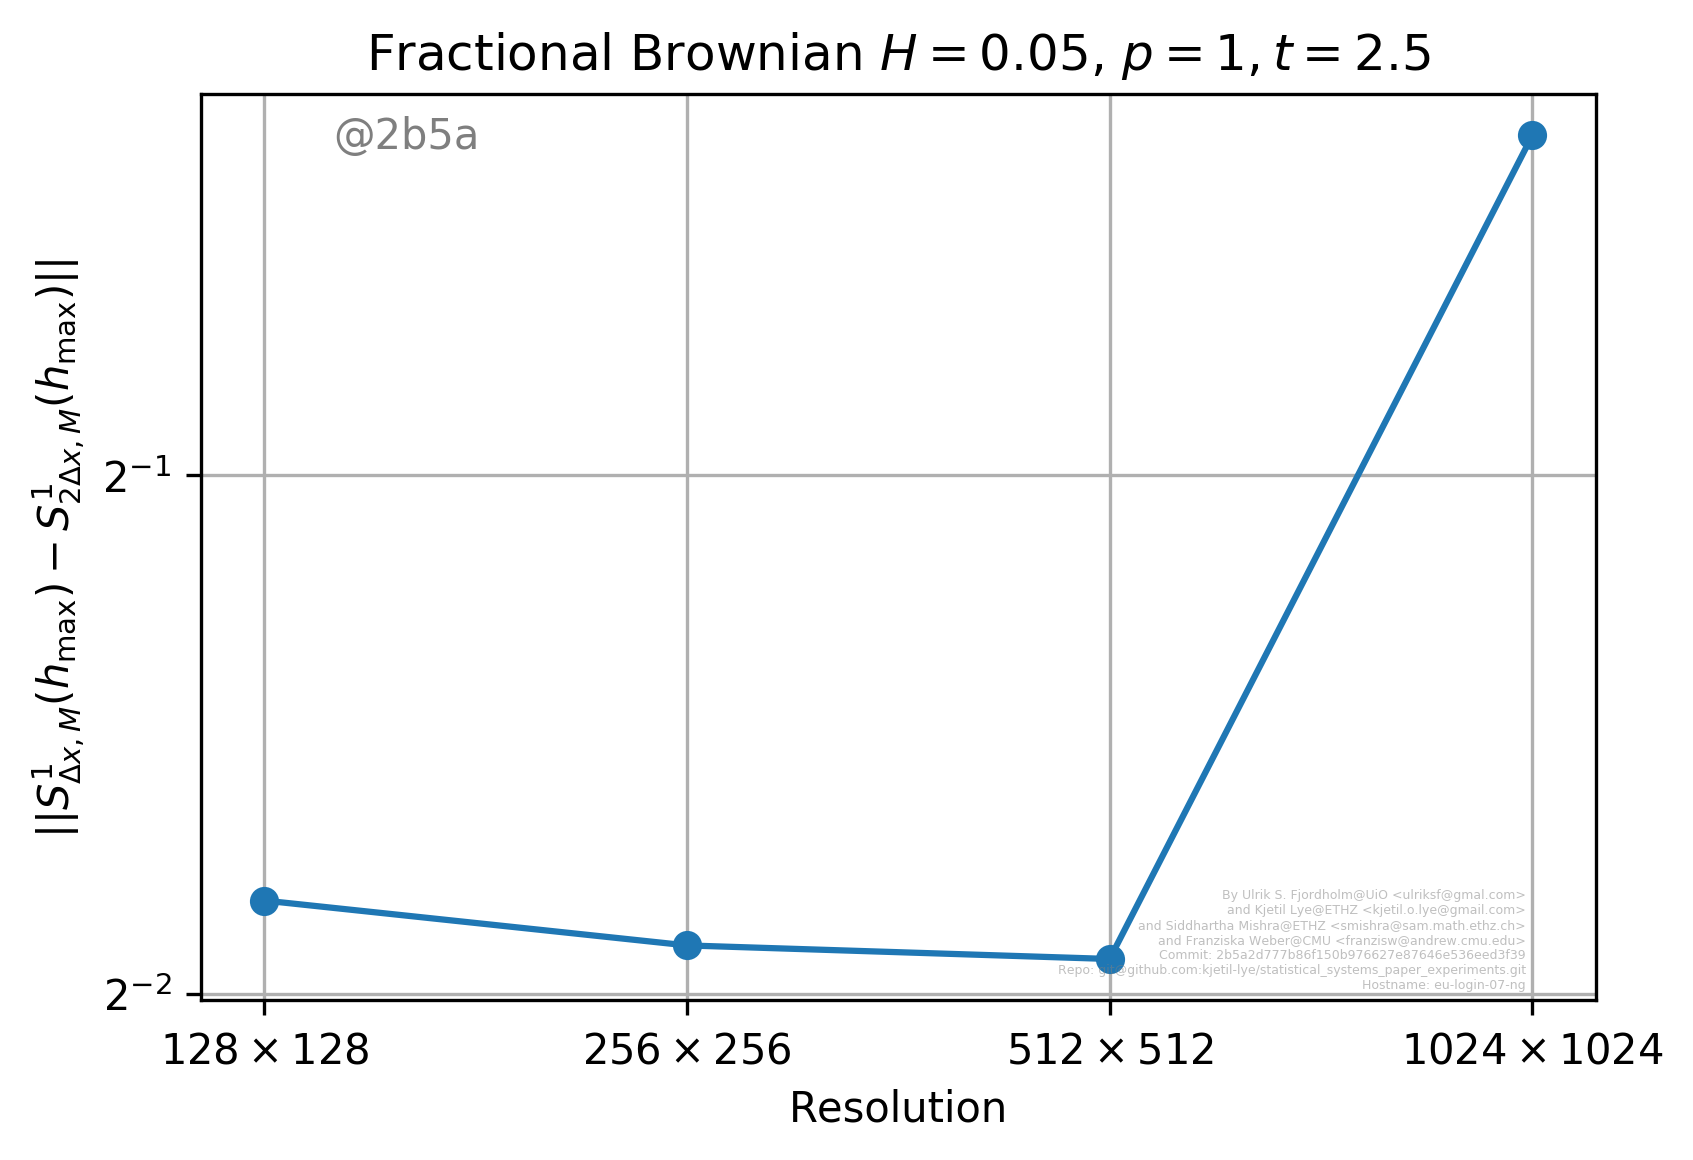 Fractional Brownian H = 0.05, p = 1, t = 2.5
@2b5a
||S^1_{Δx, M}(h_max) − S^1_{2Δx, M}(h_max)||
2^−1
2^−2
By Ulrik S. Fjordholm@UiO <ulriksf@gmal.com>
and Kjetil Lye@ETHZ <kjetil.o.lye@gmail.com>
and Siddhartha Mishra@ETHZ <smishra@sam.math.ethz.ch>
and Franziska Weber@CMU <franzisw@andrew.cmu.edu>
Commit: 2b5a2d777b86f150b976627e87646e536eed3f39
Repo: git@github.com:kjetil-lye/statistical_systems_paper_experiments.git
Hostname: eu-login-07-ng
128 × 128 256 × 256 512 × 512 1024 × 1024
Resolution